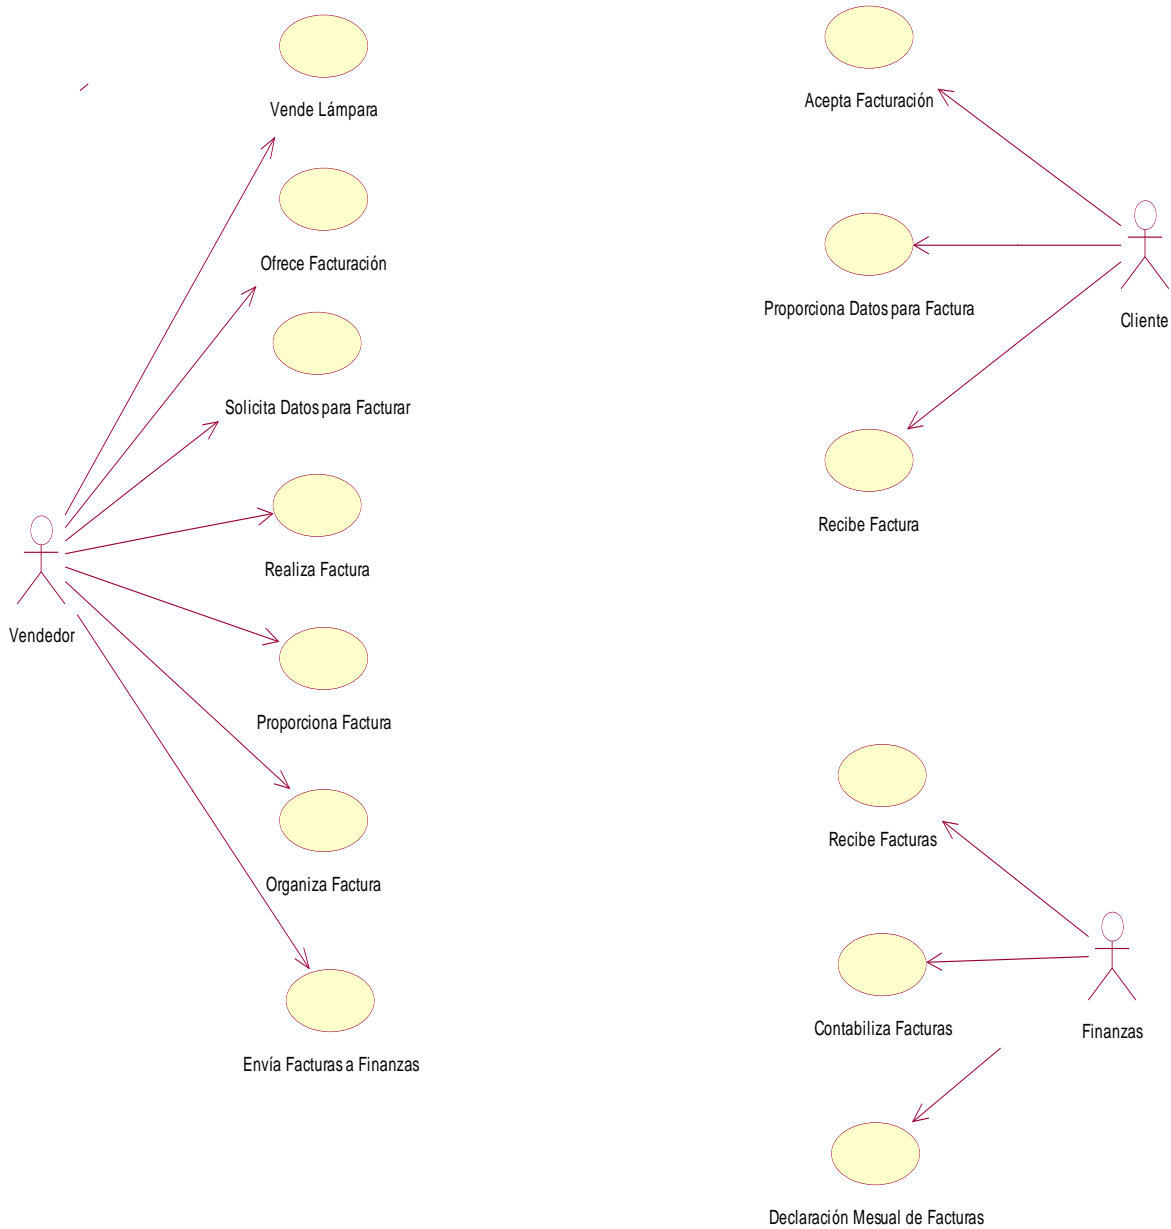 Vende Lámpara
Ofrece Facturación
Solicita Datos para Facturar
Realiza Factura
Vendedor
Proporciona Factura
Organiza Factura
Envía Facturas a Finanzas
Acepta Facturación
Proporciona Datos para Factura
Cliente
Recibe Factura
Recibe Facturas
Contabiliza Facturas
Finanzas
Declaración Mesual de Facturas